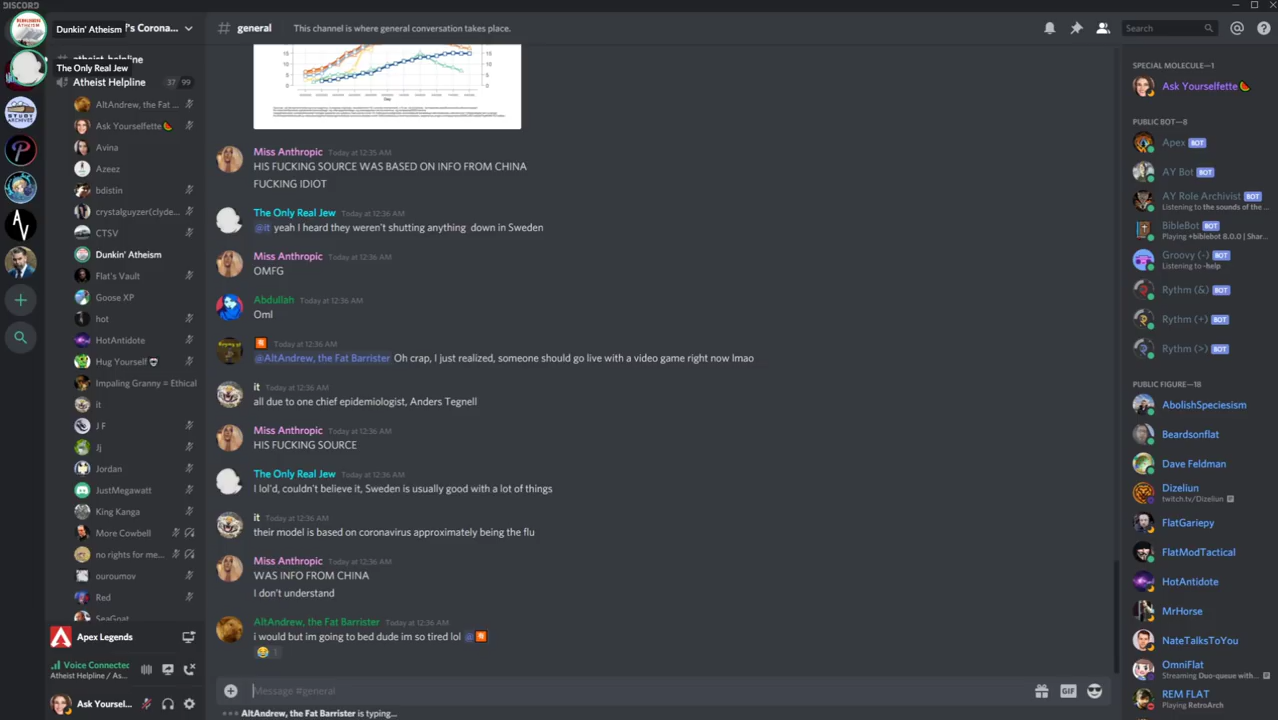 DISCORD
Dunkin' Atheism
's Corona...
The Only Real Jew
Atheist Helpline
37 99
AltAndrew, the Fat ...
Ask Yourselfette🍉
Avina
Azeez
bdistin
crystalguyzer(clyde...
CTSV
Dunkin' Atheism
Flat's Vault
Goose XP
hot
HotAntidote
Hug Yourself
Impaling Granny = Ethical
it
J F
Jj
Jordan
JustMegawatt
King Kanga
More Cowbell
no rights for me...
ouroumov
Red
SeaGoat
Apex Legends
Voice Connected
Atheist Helpline / As...
Ask Yoursel...
# general
This channel is where general conversation takes place.
Search
Miss Anthropic Today at 12:35 AM
HIS FUCKING SOURCE WAS BASED ON INFO FROM CHINA
FUCKING IDIOT
The Only Real Jew Today at 12:36 AM
@it yeah I heard they weren't shutting anything down in Sweden
Miss Anthropic Today at 12:36 AM
OMFG
Abdullah Today at 12:36 AM
Oml
Today at 12:36 AM
@AltAndrew, the Fat Barrister Oh crap, I just realized, someone should go live with a video game right now lmao
it Today at 12:36 AM
all due to one chief epidemiologist, Anders Tegnell
Miss Anthropic Today at 12:36 AM
HIS FUCKING SOURCE
The Only Real Jew Today at 12:36 AM
I lol'd, couldn't believe it, Sweden is usually good with a lot of things
it Today at 12:36 AM
their model is based on coronavirus approximately being the flu
Miss Anthropic Today at 12:36 AM
WAS INFO FROM CHINA
I don't understand
AltAndrew, the Fat Barrister Today at 12:36 AM
i would but im going to bed dude im so tired lol @
😂 1
Message #general
GIF
AltAndrew, the Fat Barrister is typing...
SPECIAL MOLECULE—1
Ask Yourselfette🍉
PUBLIC BOT—8
Apex BOT
AY Bot BOT
AY Role Archivist BOT
Listening to the sounds of the...
BibleBot BOT
Playing +biblebot 8.0.0 | Shar...
Groovy (-) BOT
Listening to -help
Rythm (&) BOT
Rythm (+) BOT
Rythm (>) BOT
PUBLIC FIGURE—18
AbolishSpeciesism
Beardsonflat
Dave Feldman
Dizeliun
twitch.tv/Dizeliun
FlatGariepy
FlatModTactical
HotAntidote
MrHorse
NateTalksToYou
OmniFlat
Streaming Duo-queue with...
REM FLAT
Playing RetroArch